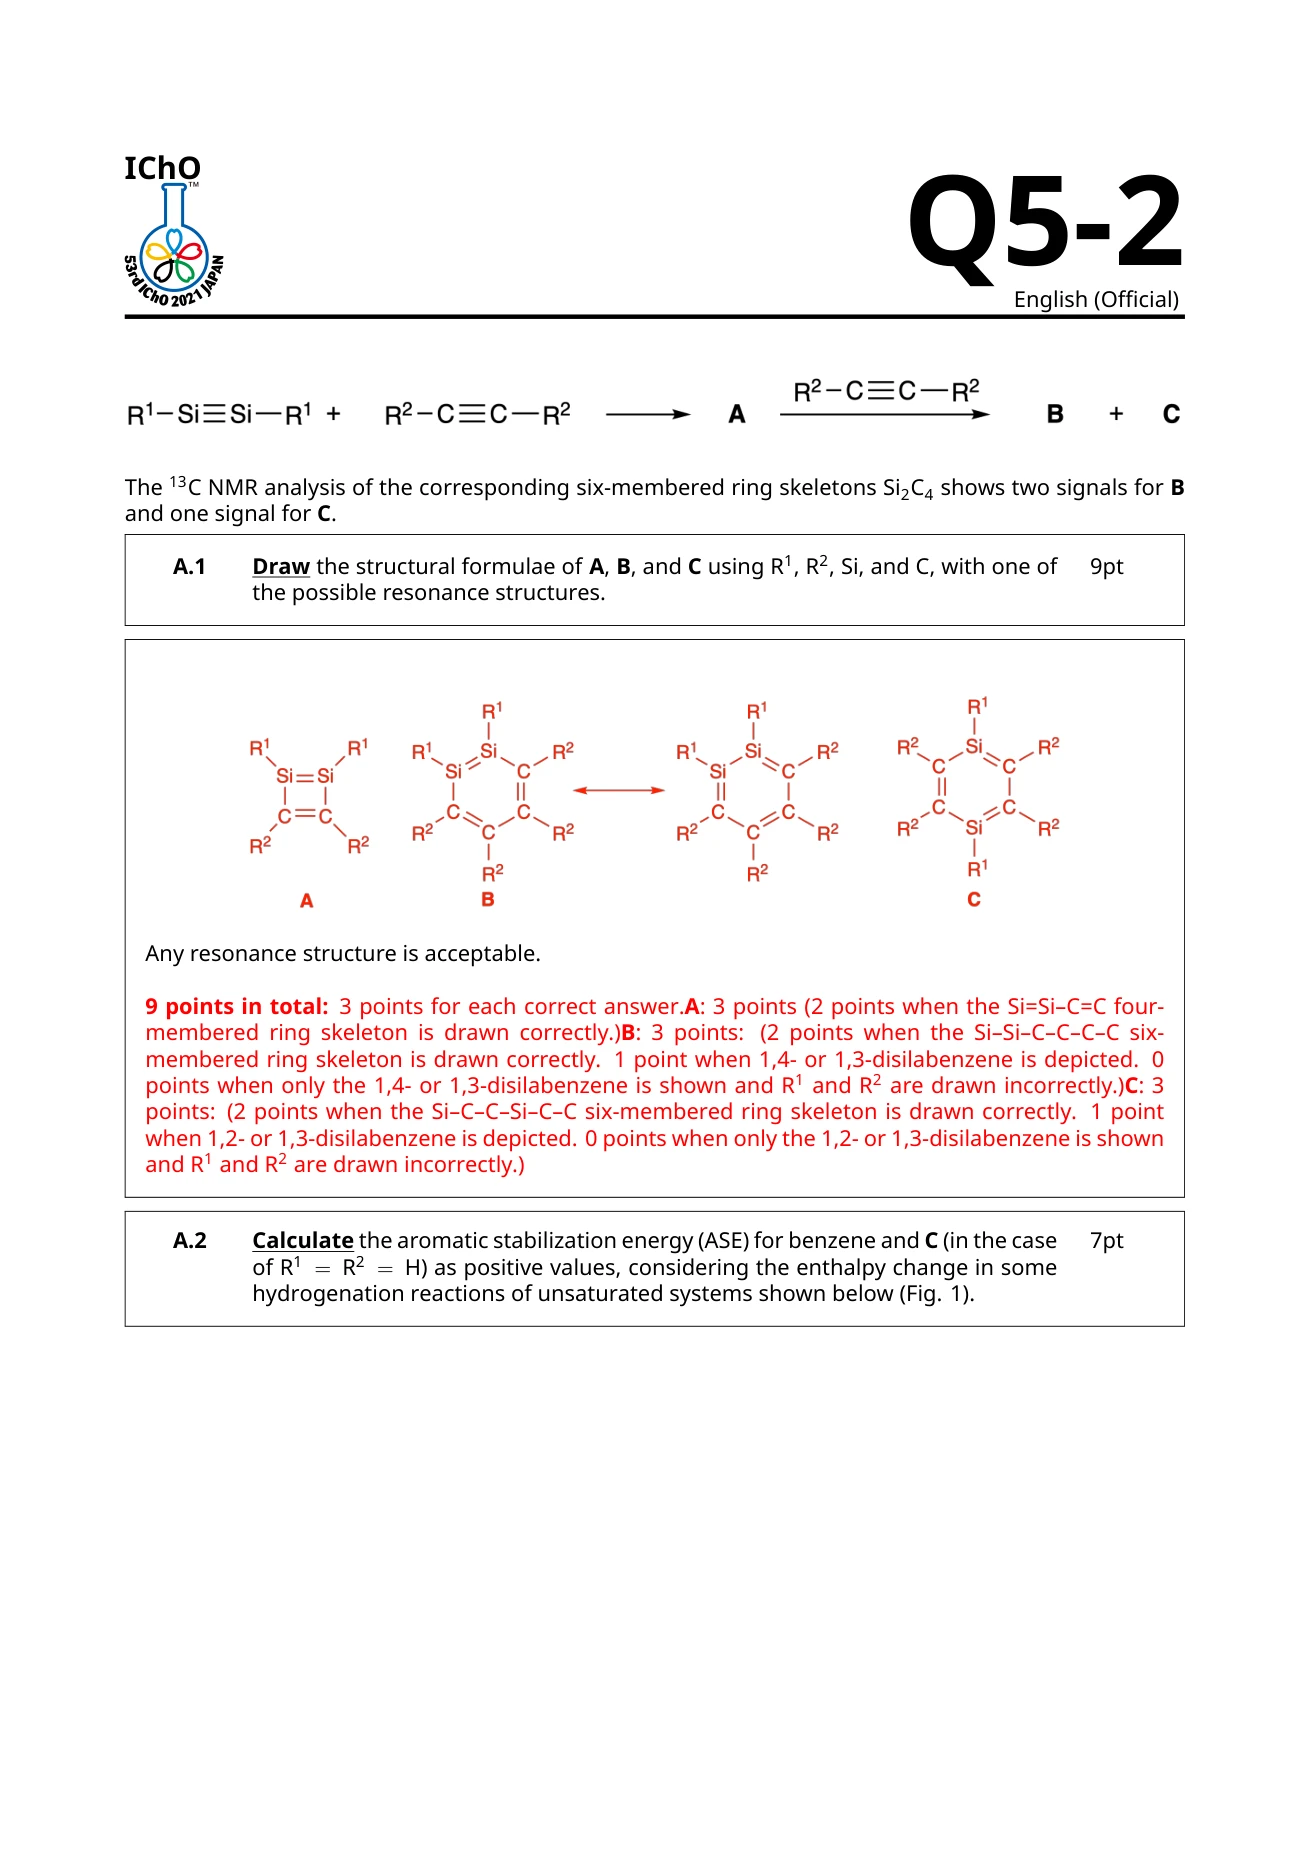 IChO
TM
53rd IChO 2021 JAPAN
Q5-2
English (Official)
R²−C≡C—R²
R¹−Si≡Si—R¹ + R²−C≡C—R² A B + C
The ¹³C NMR analysis of the corresponding six-membered ring skeletons Si₂C₄ shows two signals for B
and one signal for C.
A.1 Draw the structural formulae of A, B, and C using R¹, R², Si, and C, with one of 9pt
the possible resonance structures.
R¹ R¹ R¹
R¹ R¹ R¹ Si R² R¹ Si R² R² Si R²
Si=Si Si C Si C C C
C=C C C C C C C
R² R² R² C R² R² C R² R² Si R²
R² R² R¹
A B C
Any resonance structure is acceptable.
9 points in total: 3 points for each correct answer.A: 3 points (2 points when the Si=Si–C=C four-
membered ring skeleton is drawn correctly.)B: 3 points: (2 points when the Si–Si–C–C–C–C six-
membered ring skeleton is drawn correctly. 1 point when 1,4- or 1,3-disilabenzene is depicted. 0
points when only the 1,4- or 1,3-disilabenzene is shown and R¹ and R² are drawn incorrectly.)C: 3
points: (2 points when the Si–C–C–Si–C–C six-membered ring skeleton is drawn correctly. 1 point
when 1,2- or 1,3-disilabenzene is depicted. 0 points when only the 1,2- or 1,3-disilabenzene is shown
and R¹ and R² are drawn incorrectly.)
A.2 Calculate the aromatic stabilization energy (ASE) for benzene and C (in the case 7pt
of R¹ = R² = H) as positive values, considering the enthalpy change in some
hydrogenation reactions of unsaturated systems shown below (Fig. 1).